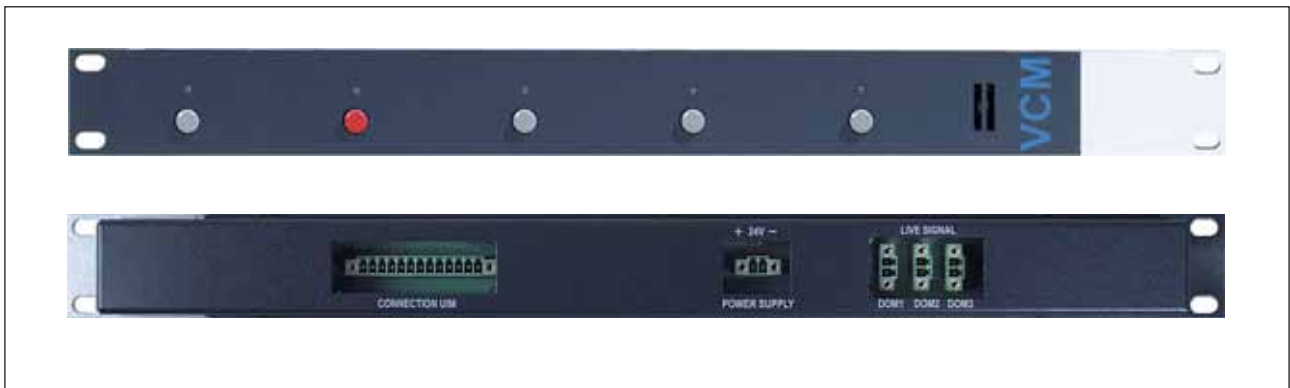 VCM
+ 24V −
LIVE SIGNAL
CONNECTION UIM
POWER SUPPLY
DOM1 DOM2 DOM3